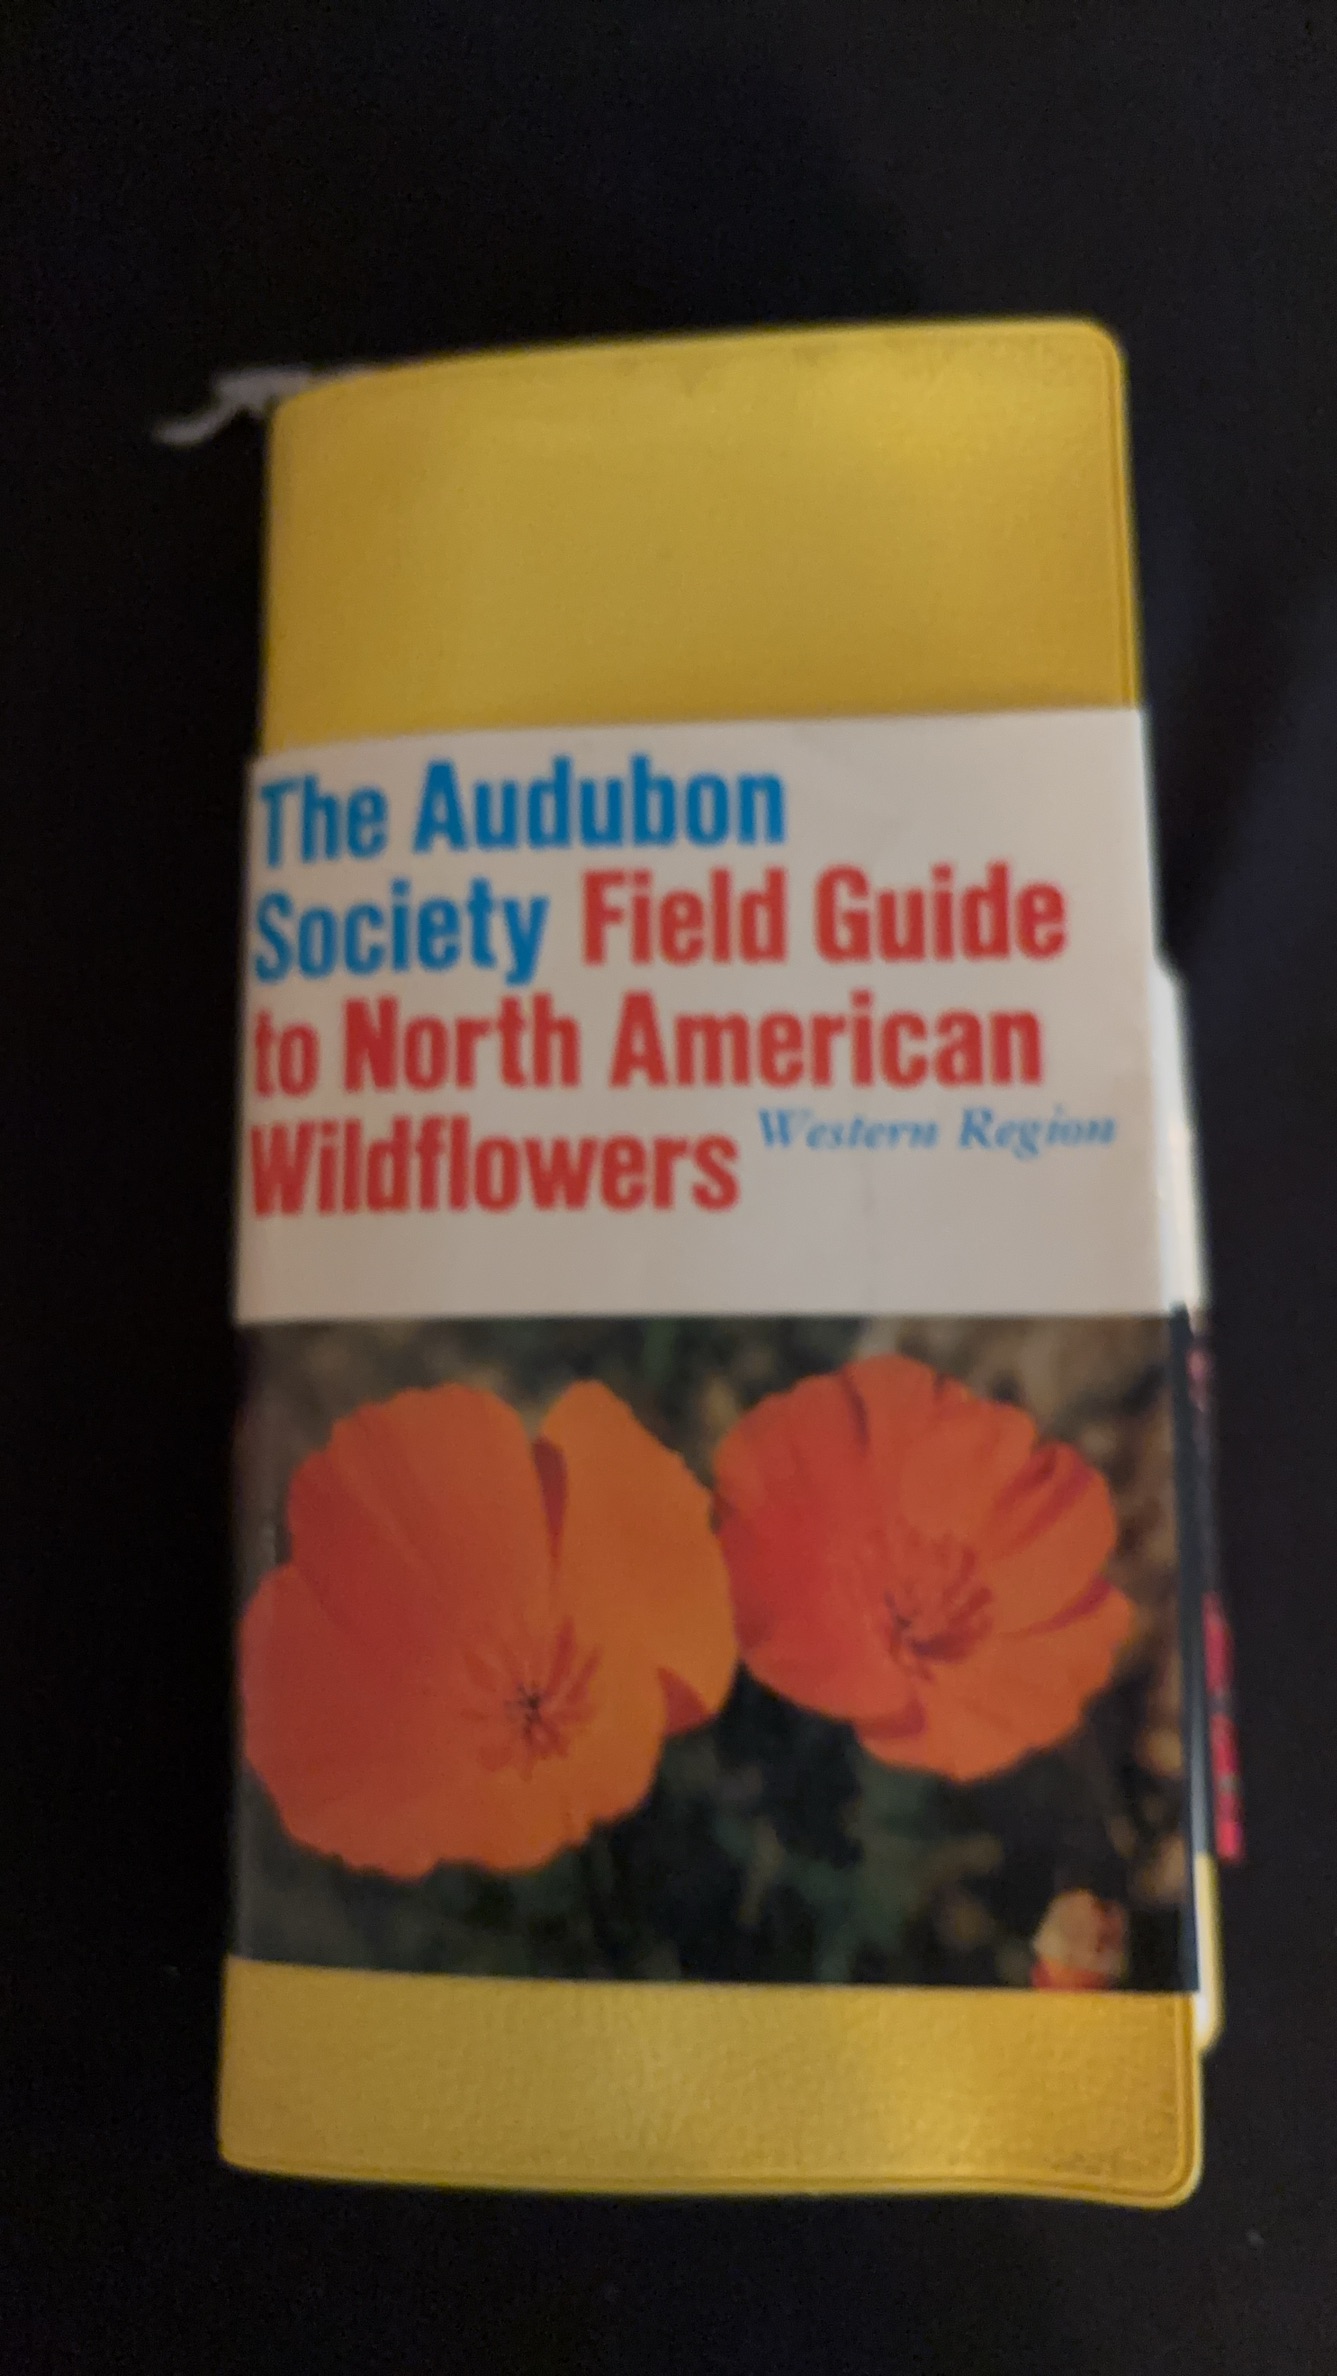 The Audubon
Society Field Guide
to North American
Wildflowers Western Region